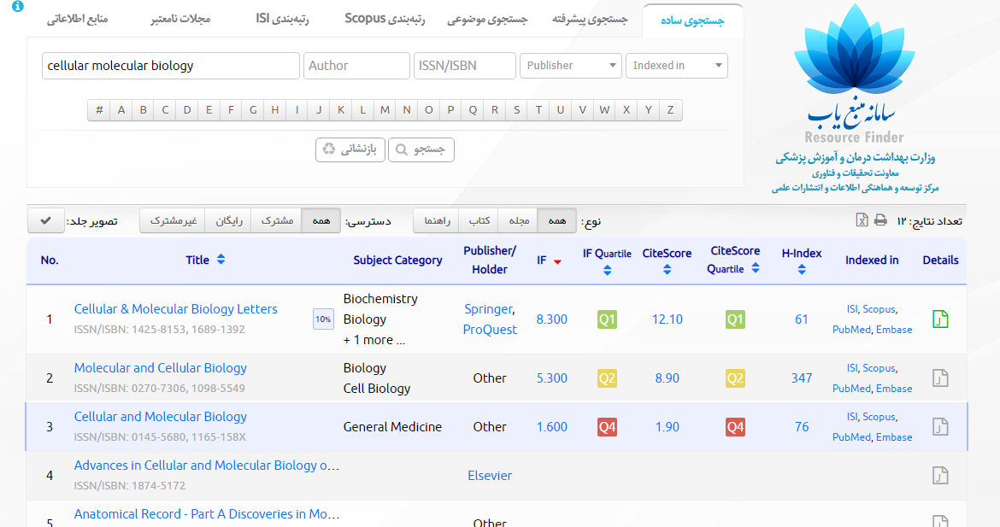 جستجوی ساده
جستجوی پیشرفته
جستجوی موضوعی
رتبه‌بندی Scopus
رتبه‌بندی ISI
مجلات نامعتبر
منابع اطلاعاتی
cellular molecular biology
Author
ISSN/ISBN
Publisher
Indexed in
# A B C D E F G H I J K L M N O P Q R S T U V W X Y Z
جستجو
بازنشانی
سامانه منبع یاب
Resource Finder
وزارت بهداشت درمان و آموزش پزشکی
معاونت تحقیقات و فناوری
مرکز توسعه و هماهنگی اطلاعات و انتشارات علمی
تعداد نتایج: ۱۲
نوع: همه مجله کتاب راهنما
دسترسی: همه مشترک رایگان غیرمشترک
تصویر جلد:
No. Title Subject Category Publisher/ Holder IF IF Quartile CiteScore CiteScore Quartile H-Index Indexed in Details
1 Cellular & Molecular Biology Letters
ISSN/ISBN: 1425-8153, 1689-1392
10%
Biochemistry
Biology
+ 1 more ...
Springer,
ProQuest
8.300 Q1 12.10 Q1 61
ISI, Scopus,
PubMed, Embase
2 Molecular and Cellular Biology
ISSN/ISBN: 0270-7306, 1098-5549
Biology
Cell Biology
Other 5.300 Q2 8.90 Q2 347
ISI, Scopus,
PubMed, Embase
3 Cellular and Molecular Biology
ISSN/ISBN: 0145-5680, 1165-158X
General Medicine
Other 1.600 Q4 1.90 Q4 76
ISI, Scopus,
PubMed, Embase
4 Advances in Cellular and Molecular Biology o...
ISSN/ISBN: 1874-5172
Elsevier
5 Anatomical Record - Part A Discoveries in Mo...
Other